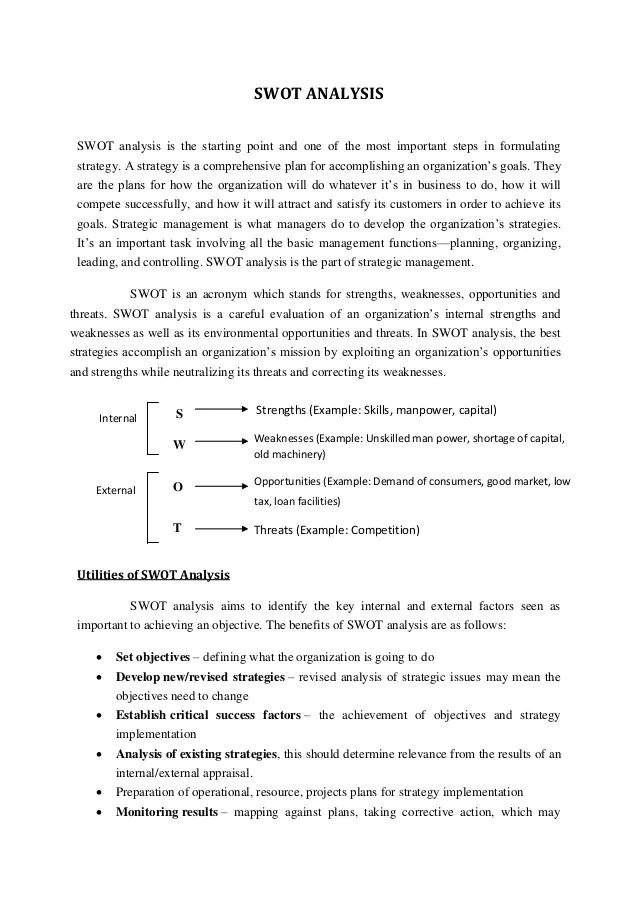 SWOT ANALYSIS
SWOT analysis is the starting point and one of the most important steps in formulating
strategy. A strategy is a comprehensive plan for accomplishing an organization's goals. They
are the plans for how the organization will do whatever it's in business to do, how it will
compete successfully, and how it will attract and satisfy its customers in order to achieve its
goals. Strategic management is what managers do to develop the organization's strategies.
It's an important task involving all the basic management functions—planning, organizing,
leading, and controlling. SWOT analysis is the part of strategic management.
SWOT is an acronym which stands for strengths, weaknesses, opportunities and
threats. SWOT analysis is a careful evaluation of an organization's internal strengths and
weaknesses as well as its environmental opportunities and threats. In SWOT analysis, the best
strategies accomplish an organization's mission by exploiting an organization's opportunities
and strengths while neutralizing its threats and correcting its weaknesses.
Internal
S Strengths (Example: Skills, manpower, capital)
W Weaknesses (Example: Unskilled man power, shortage of capital,
old machinery)
External
O Opportunities (Example: Demand of consumers, good market, low
tax, loan facilities)
T Threats (Example: Competition)
Utilities of SWOT Analysis
SWOT analysis aims to identify the key internal and external factors seen as
important to achieving an objective. The benefits of SWOT analysis are as follows:
• Set objectives – defining what the organization is going to do
• Develop new/revised strategies – revised analysis of strategic issues may mean the
objectives need to change
• Establish critical success factors – the achievement of objectives and strategy
implementation
• Analysis of existing strategies, this should determine relevance from the results of an
internal/external appraisal.
• Preparation of operational, resource, projects plans for strategy implementation
• Monitoring results – mapping against plans, taking corrective action, which may